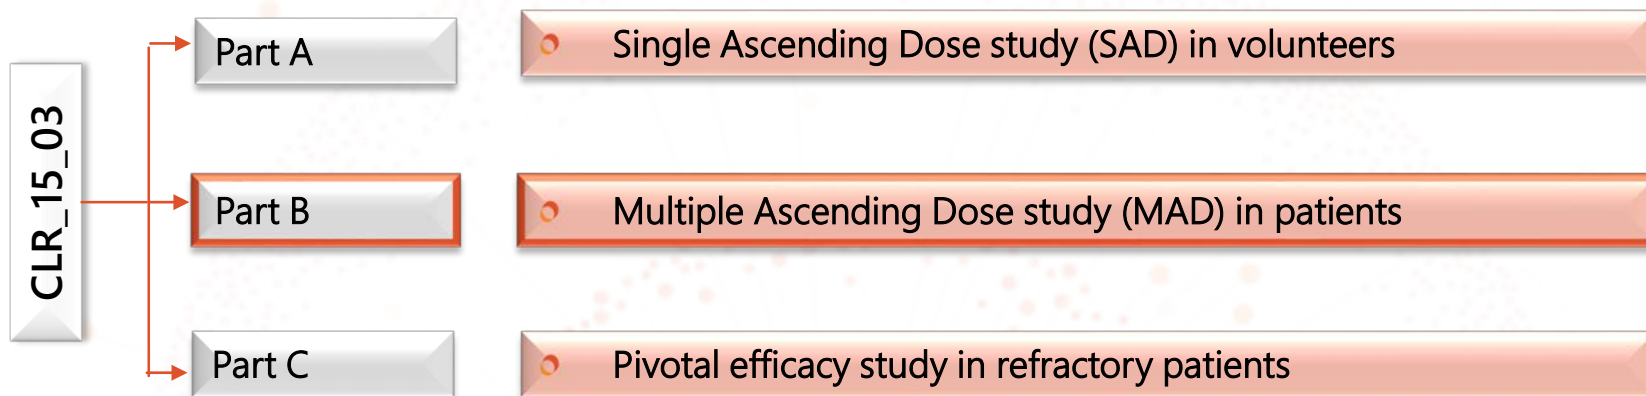 CLR_15_03
Part A
Single Ascending Dose study (SAD) in volunteers
Part B
Multiple Ascending Dose study (MAD) in patients
Part C
Pivotal efficacy study in refractory patients